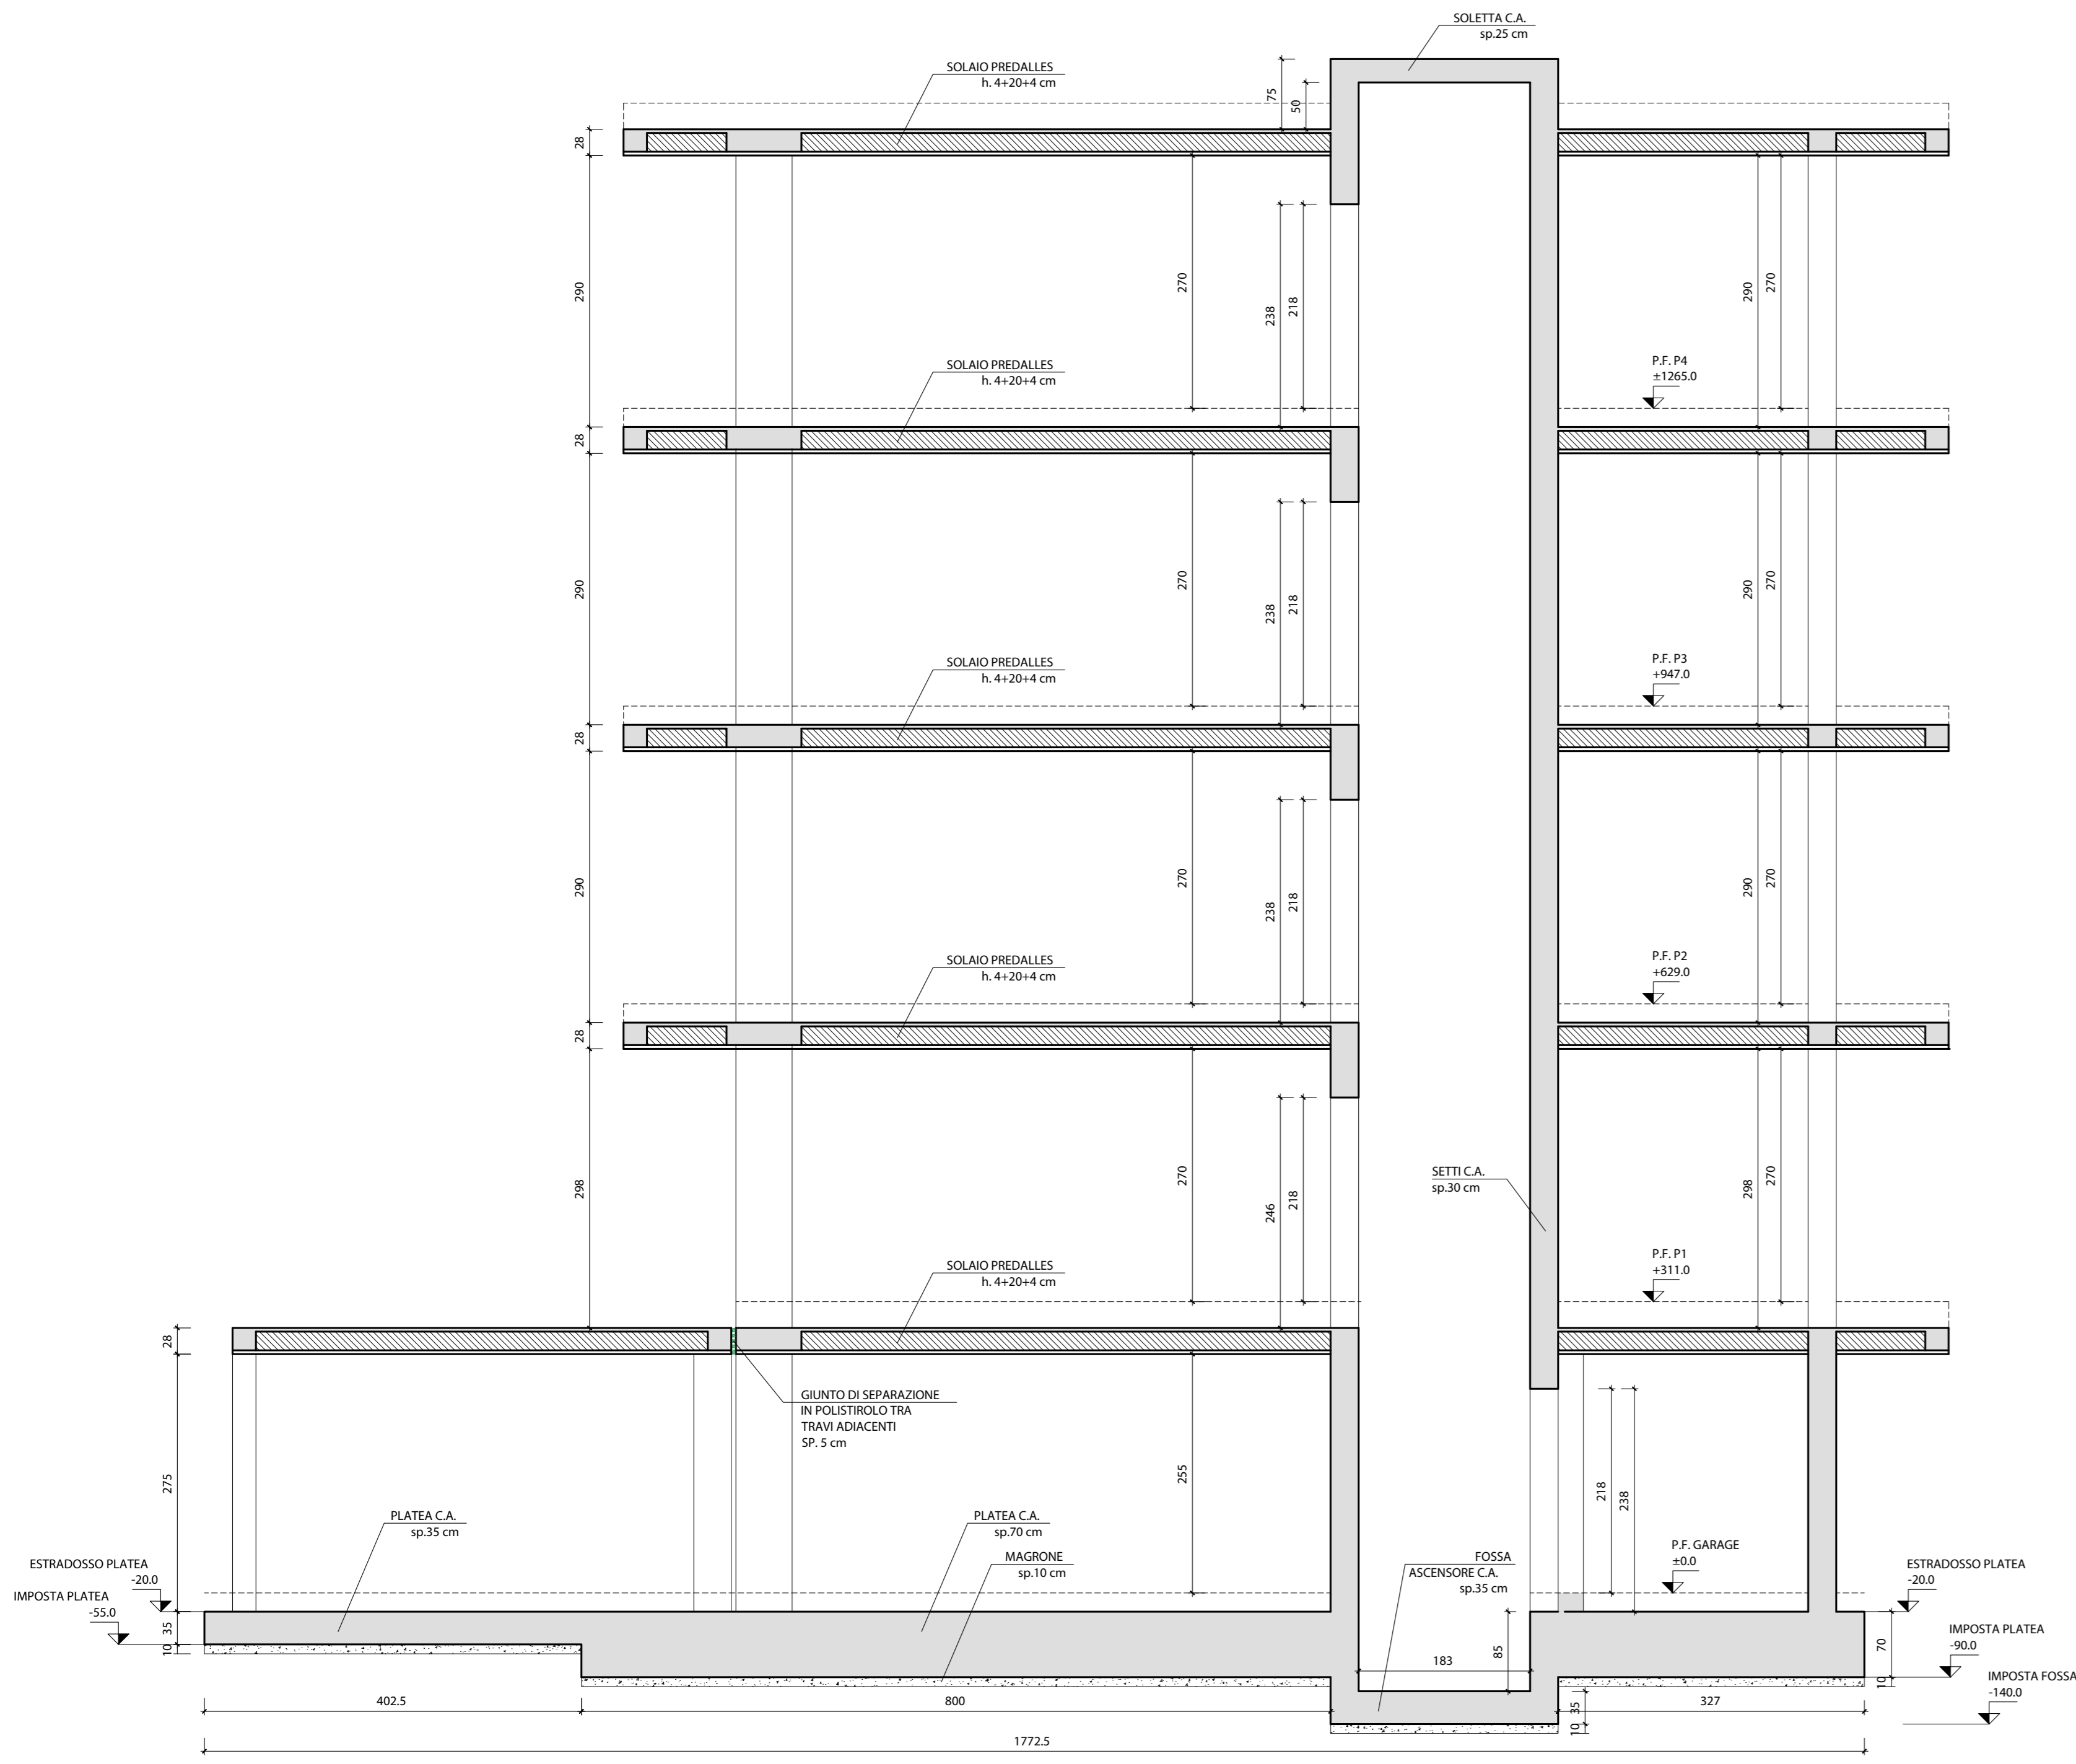 SOLETTA C.A.
sp.25 cm
SOLAIO PREDALLES
h. 4+20+4 cm
75
50
28
290
270
238
218
290
270
SOLAIO PREDALLES
h. 4+20+4 cm
P.F. P4
±1265.0
28
290
270
238
218
290
270
SOLAIO PREDALLES
h. 4+20+4 cm
P.F. P3
+947.0
28
290
270
238
218
290
270
SOLAIO PREDALLES
h. 4+20+4 cm
P.F. P2
+629.0
28
298
270
246
218
SETTI C.A.
sp.30 cm
298
270
SOLAIO PREDALLES
h. 4+20+4 cm
P.F. P1
+311.0
28
GIUNTO DI SEPARAZIONE
IN POLISTIROLO TRA
TRAVI ADIACENTI
SP. 5 cm
275
255
218
238
PLATEA C.A.
sp.35 cm
PLATEA C.A.
sp.70 cm
MAGRONE
sp.10 cm
FOSSA
ASCENSORE C.A.
sp.35 cm
P.F. GARAGE
±0.0
ESTRADOSSO PLATEA
-20.0
IMPOSTA PLATEA
-55.0
ESTRADOSSO PLATEA
-20.0
IMPOSTA PLATEA
-90.0
IMPOSTA FOSSA
-140.0
35
10
85
183
70
10
35
10
402.5
800
327
1772.5